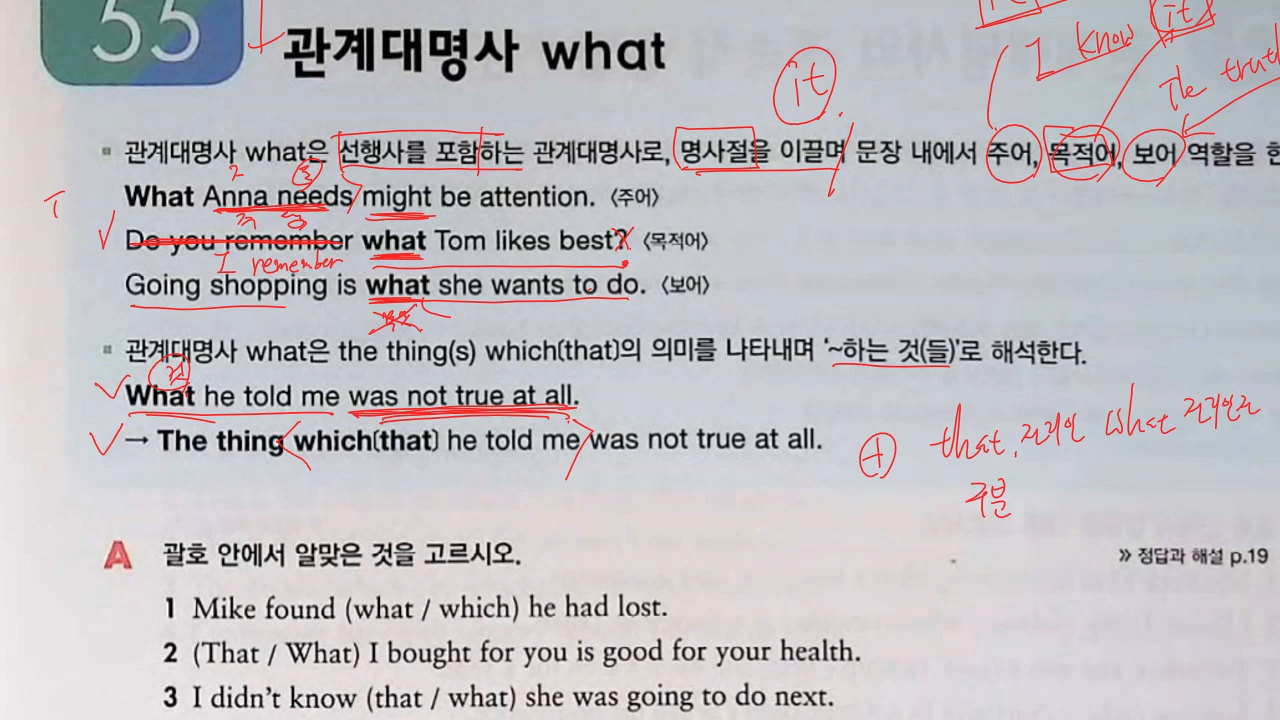 55
관계대명사 what
it
I know it
The truth
관계대명사 what은 선행사를 포함하는 관계대명사로, 명사절을 이끌며 문장 내에서 주어, 목적어, 보어 역할을 한
What Anna needs might be attention. <주어>
Do you remember what Tom likes best? <목적어>
I remember
Going shopping is what she wants to do. <보어>
관계대명사 what은 the thing(s) which(that)의 의미를 나타내며 '~하는 것(들)'로 해석한다.
것
What he told me was not true at all.
→ The thing which(that) he told me was not true at all.
that, what
구분
A 괄호 안에서 알맞은 것을 고르시오.
» 정답과 해설 p.19
1 Mike found (what / which) he had lost.
2 (That / What) I bought for you is good for your health.
3 I didn't know (that / what) she was going to do next.